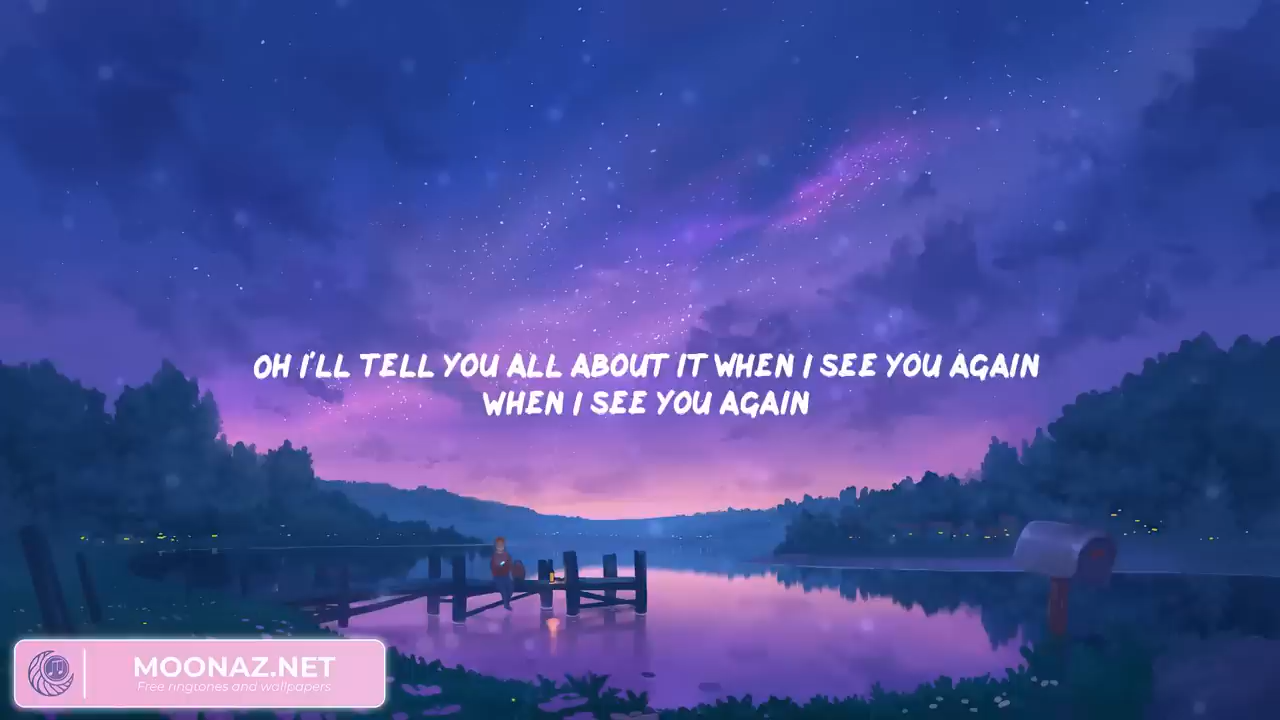 OH I'LL TELL YOU ALL ABOUT IT WHEN I SEE YOU AGAIN
WHEN I SEE YOU AGAIN
MOONAZ.NET
Free ringtones and wallpapers